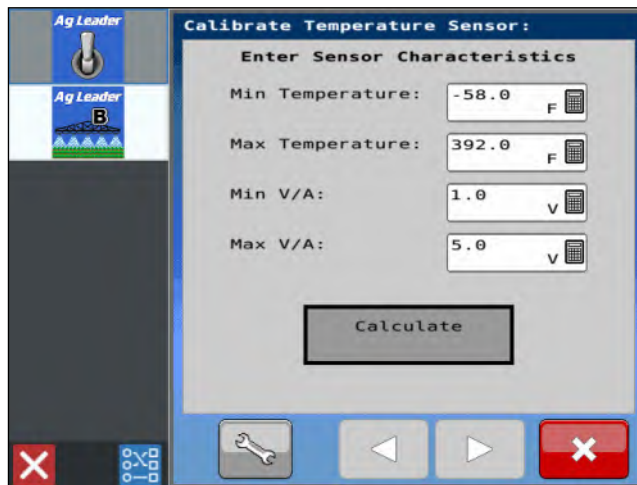 Ag Leader
Ag Leader
B
Calibrate Temperature Sensor:
Enter Sensor Characteristics
Min Temperature: -58.0 F
Max Temperature: 392.0 F
Min V/A: 1.0 V
Max V/A: 5.0 V
Calculate